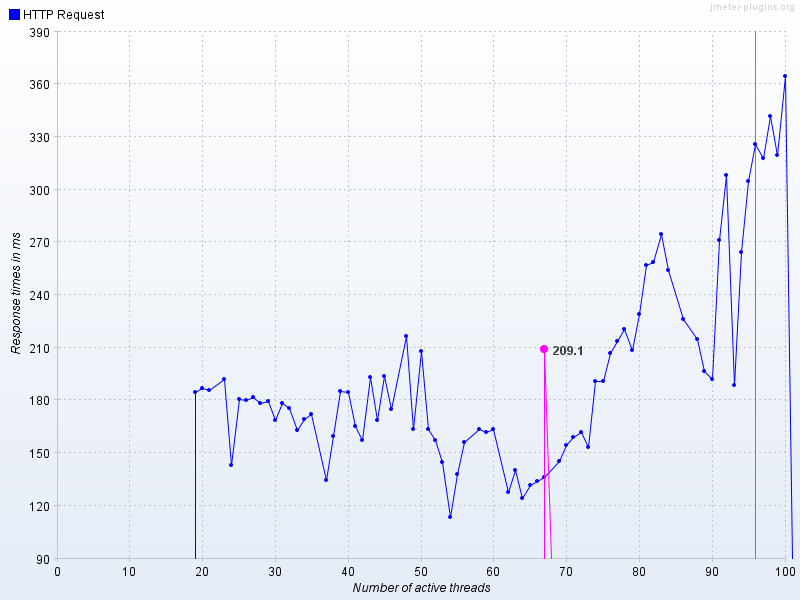 jmeter-plugins.org
HTTP Request
390
360
330
300
270
240
210
180
150
120
90
Response times in ms
209.1
0 10 20 30 40 50 60 70 80 90 100
Number of active threads